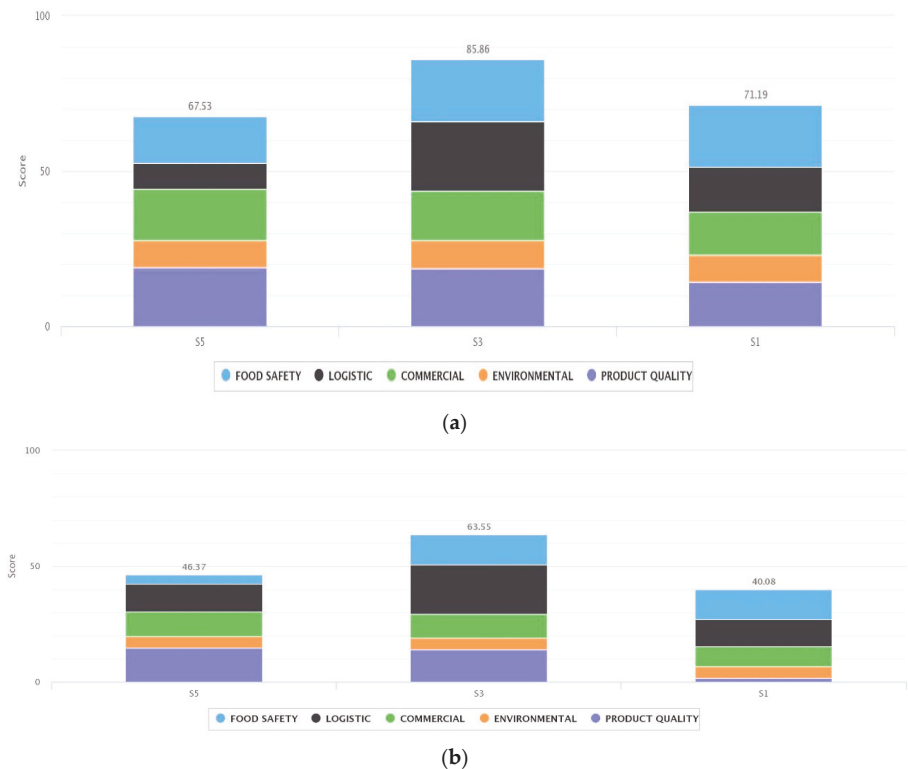 100
85.86
71.19
67.53
Score
50
0
S5 S3 S1
FOOD SAFETY LOGISTIC COMMERCIAL ENVIRONMENTAL PRODUCT QUALITY
(a)
100
63.55
46.37
40.08
Score
50
0
S5 S3 S1
FOOD SAFETY LOGISTIC COMMERCIAL ENVIRONMENTAL PRODUCT QUALITY
(b)